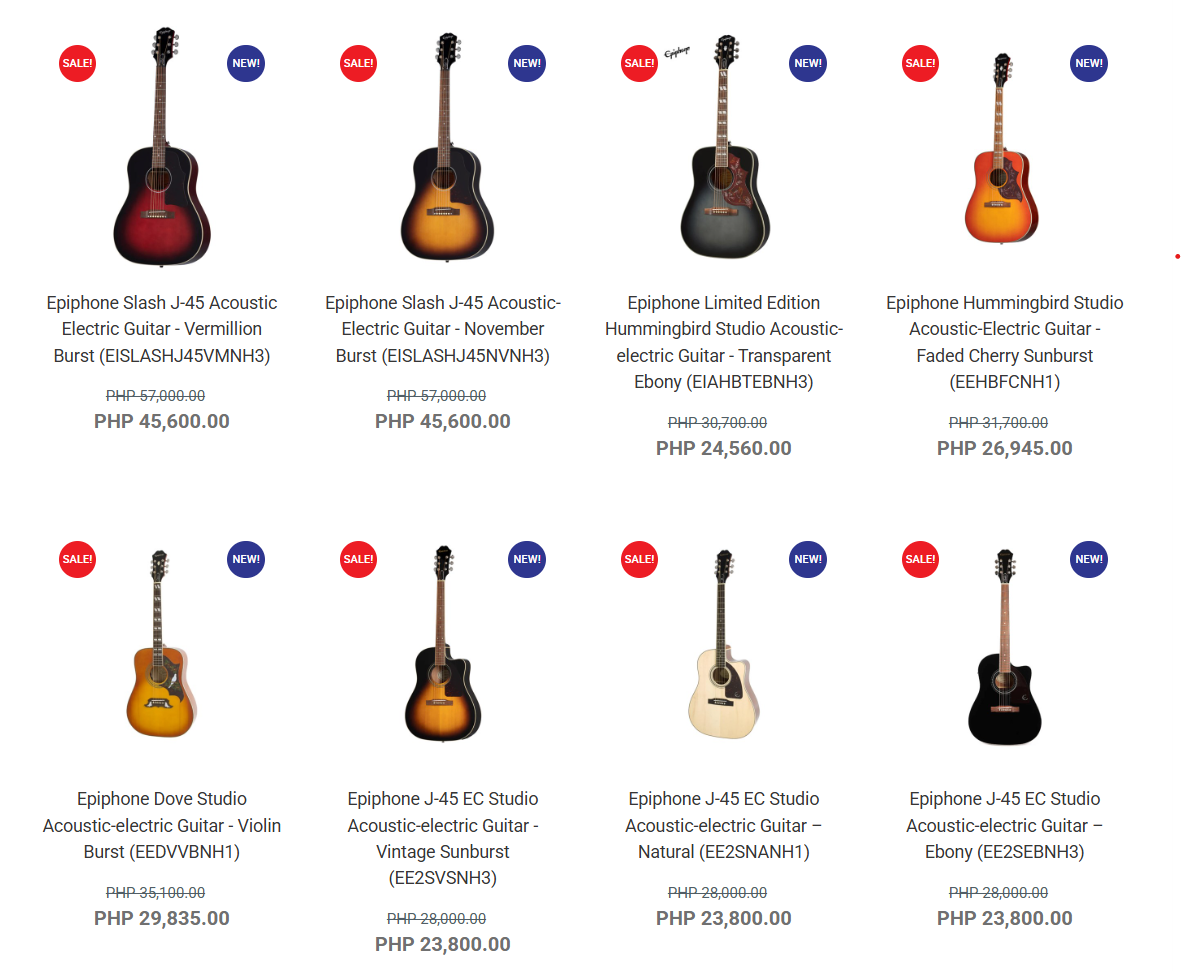 SALE!
NEW!
SALE!
NEW!
SALE!
Epiphone
NEW!
SALE!
NEW!
Epiphone Slash J-45 Acoustic
Electric Guitar - Vermillion
Burst (EISLASHJ45VMNH3)
PHP 57,000.00
PHP 45,600.00
Epiphone Slash J-45 Acoustic-
Electric Guitar - November
Burst (EISLASHJ45NVNH3)
PHP 57,000.00
PHP 45,600.00
Epiphone Limited Edition
Hummingbird Studio Acoustic-
electric Guitar - Transparent
Ebony (EIAHBTEBNH3)
PHP 30,700.00
PHP 24,560.00
Epiphone Hummingbird Studio
Acoustic-Electric Guitar -
Faded Cherry Sunburst
(EEHBFCNH1)
PHP 31,700.00
PHP 26,945.00
SALE!
NEW!
SALE!
NEW!
SALE!
NEW!
SALE!
NEW!
Epiphone Dove Studio
Acoustic-electric Guitar - Violin
Burst (EEDVVBNH1)
PHP 35,100.00
PHP 29,835.00
Epiphone J-45 EC Studio
Acoustic-electric Guitar -
Vintage Sunburst
(EE2SVSNH3)
PHP 28,000.00
PHP 23,800.00
Epiphone J-45 EC Studio
Acoustic-electric Guitar –
Natural (EE2SNANH1)
PHP 28,000.00
PHP 23,800.00
Epiphone J-45 EC Studio
Acoustic-electric Guitar –
Ebony (EE2SEBNH3)
PHP 28,000.00
PHP 23,800.00